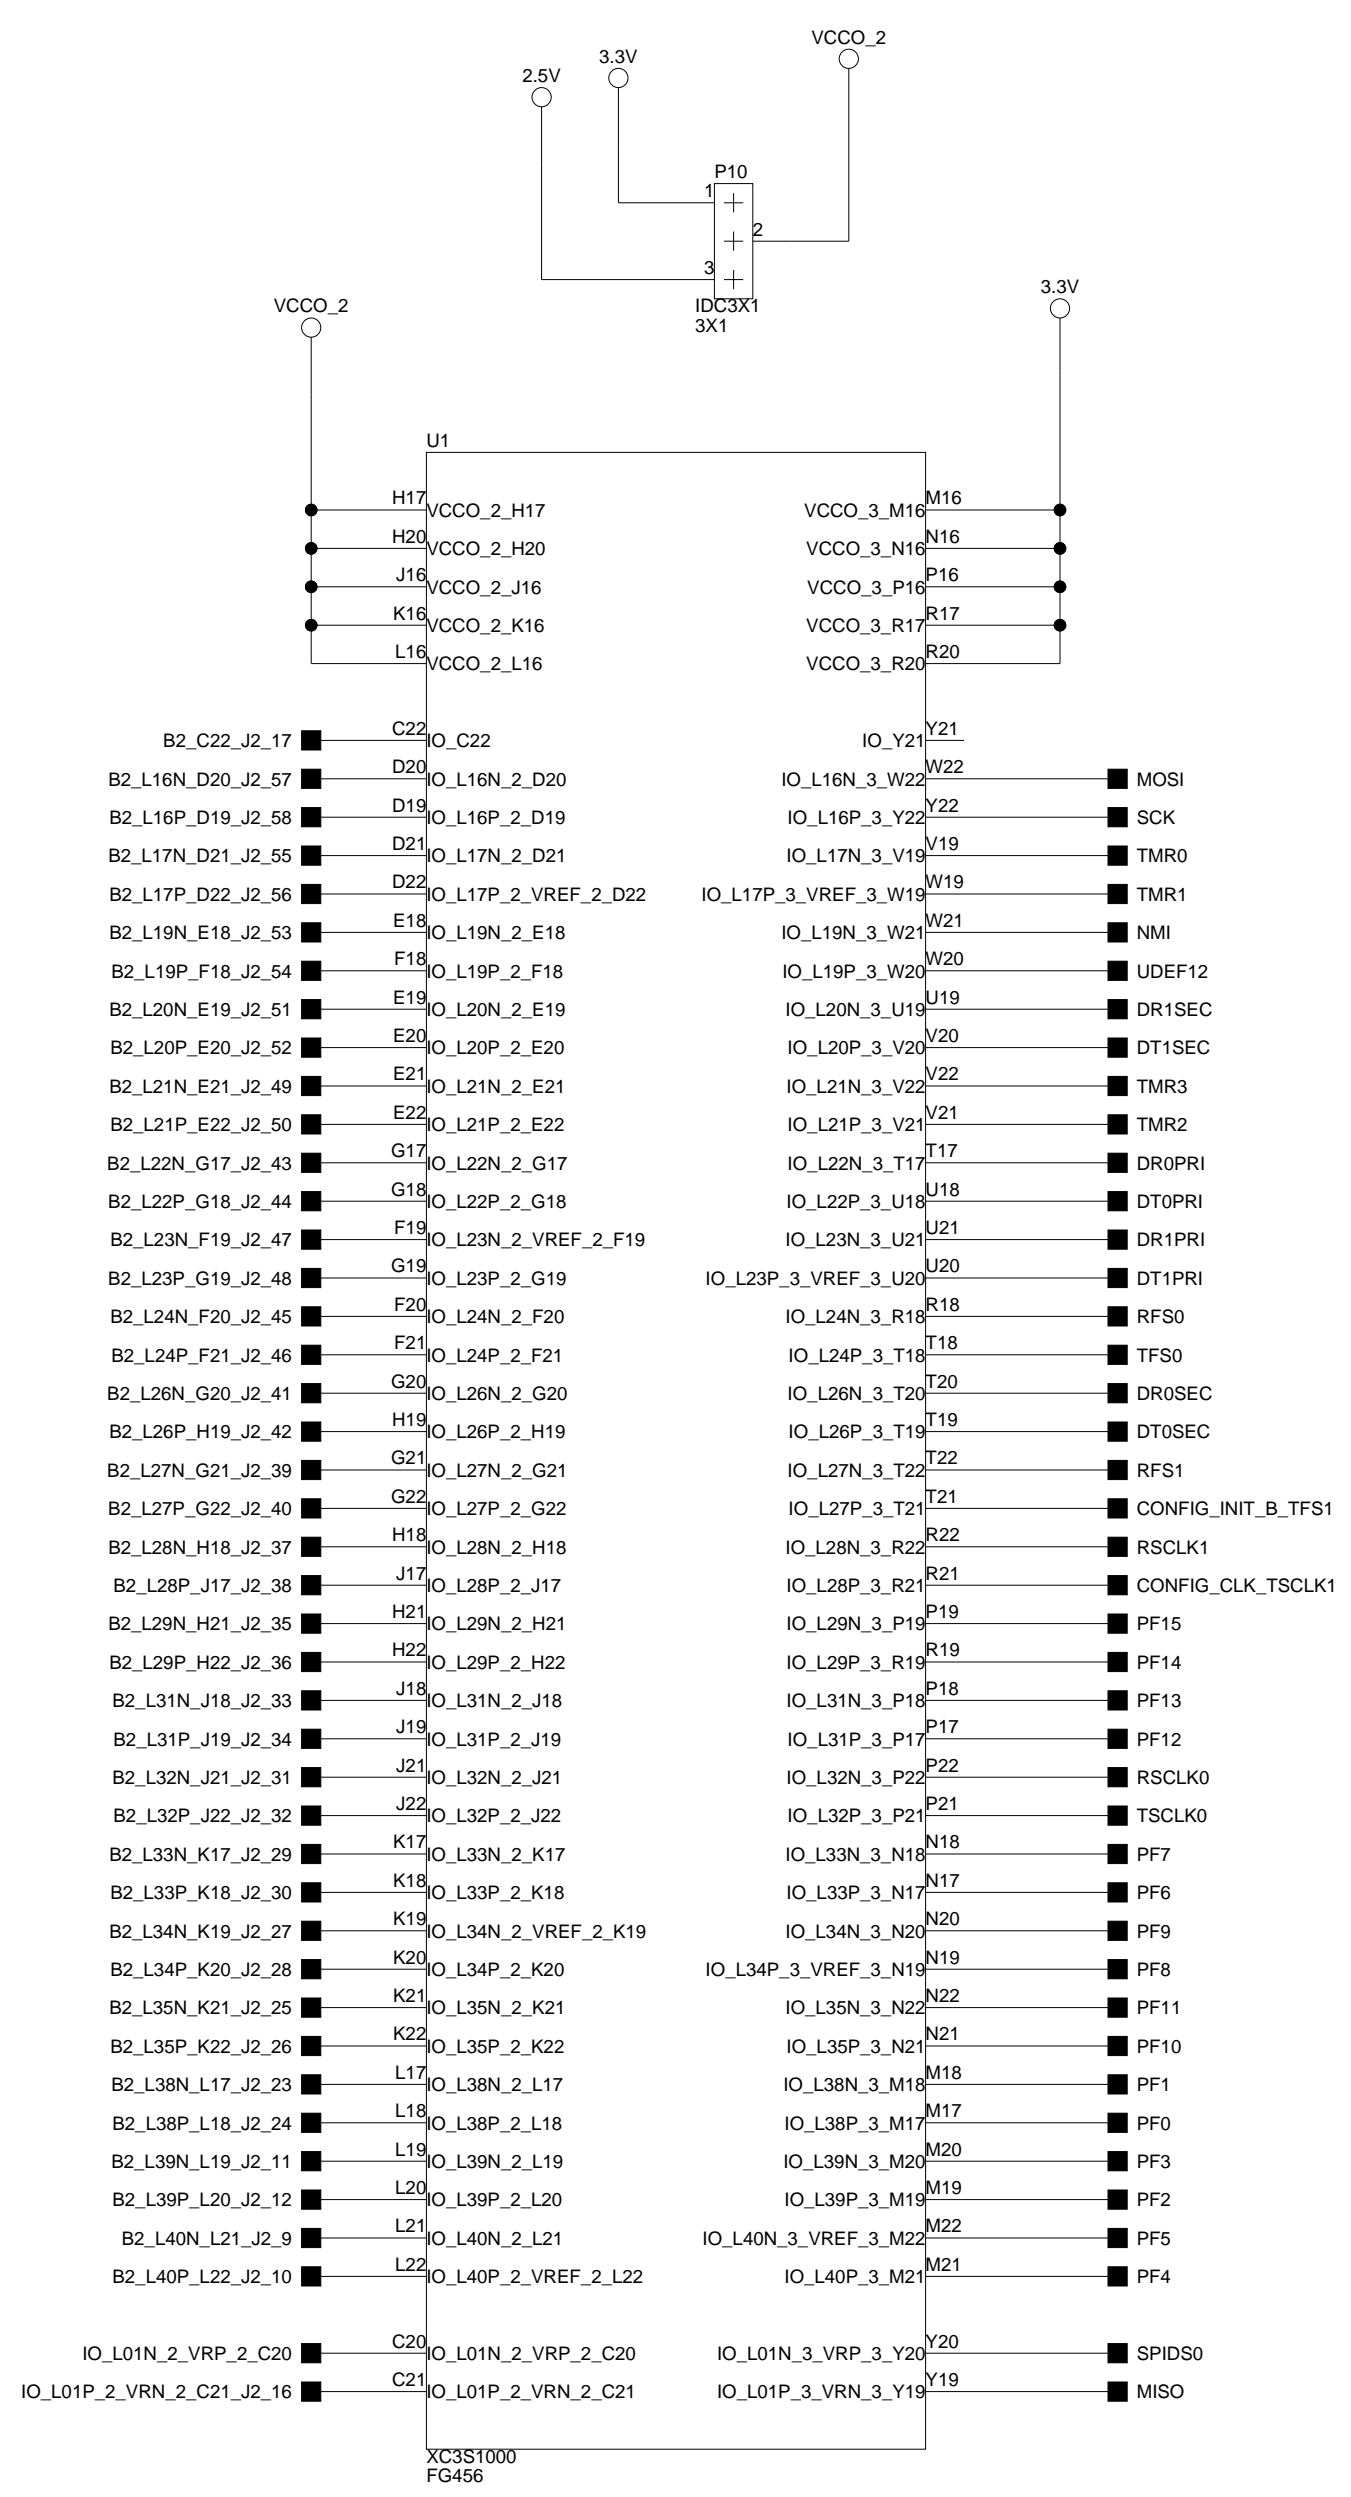 VCCO_2
3.3V
2.5V
P10
1
2
3
IDC3X1
3X1
VCCO_2
3.3V
U1
H17 VCCO_2_H17 VCCO_3_M16 M16
H20 VCCO_2_H20 VCCO_3_N16 N16
J16 VCCO_2_J16 VCCO_3_P16 P16
K16 VCCO_2_K16 VCCO_3_R17 R17
L16 VCCO_2_L16 VCCO_3_R20 R20
B2_C22_J2_17 C22 IO_C22 IO_Y21 Y21
B2_L16N_D20_J2_57 D20 IO_L16N_2_D20 IO_L16N_3_W22 W22 MOSI
B2_L16P_D19_J2_58 D19 IO_L16P_2_D19 IO_L16P_3_Y22 Y22 SCK
B2_L17N_D21_J2_55 D21 IO_L17N_2_D21 IO_L17N_3_V19 V19 TMR0
B2_L17P_D22_J2_56 D22 IO_L17P_2_VREF_2_D22 IO_L17P_3_VREF_3_W19 W19 TMR1
B2_L19N_E18_J2_53 E18 IO_L19N_2_E18 IO_L19N_3_W21 W21 NMI
B2_L19P_F18_J2_54 F18 IO_L19P_2_F18 IO_L19P_3_W20 W20 UDEF12
B2_L20N_E19_J2_51 E19 IO_L20N_2_E19 IO_L20N_3_U19 U19 DR1SEC
B2_L20P_E20_J2_52 E20 IO_L20P_2_E20 IO_L20P_3_V20 V20 DT1SEC
B2_L21N_E21_J2_49 E21 IO_L21N_2_E21 IO_L21N_3_V22 V22 TMR3
B2_L21P_E22_J2_50 E22 IO_L21P_2_E22 IO_L21P_3_V21 V21 TMR2
B2_L22N_G17_J2_43 G17 IO_L22N_2_G17 IO_L22N_3_T17 T17 DR0PRI
B2_L22P_G18_J2_44 G18 IO_L22P_2_G18 IO_L22P_3_U18 U18 DT0PRI
B2_L23N_F19_J2_47 F19 IO_L23N_2_VREF_2_F19 IO_L23N_3_U21 U21 DR1PRI
B2_L23P_G19_J2_48 G19 IO_L23P_2_G19 IO_L23P_3_VREF_3_U20 U20 DT1PRI
B2_L24N_F20_J2_45 F20 IO_L24N_2_F20 IO_L24N_3_R18 R18 RFS0
B2_L24P_F21_J2_46 F21 IO_L24P_2_F21 IO_L24P_3_T18 T18 TFS0
B2_L26N_G20_J2_41 G20 IO_L26N_2_G20 IO_L26N_3_T20 T20 DR0SEC
B2_L26P_H19_J2_42 H19 IO_L26P_2_H19 IO_L26P_3_T19 T19 DT0SEC
B2_L27N_G21_J2_39 G21 IO_L27N_2_G21 IO_L27N_3_T22 T22 RFS1
B2_L27P_G22_J2_40 G22 IO_L27P_2_G22 IO_L27P_3_T21 T21 CONFIG_INIT_B_TFS1
B2_L28N_H18_J2_37 H18 IO_L28N_2_H18 IO_L28N_3_R22 R22 RSCLK1
B2_L28P_J17_J2_38 J17 IO_L28P_2_J17 IO_L28P_3_R21 R21 CONFIG_CLK_TSCLK1
B2_L29N_H21_J2_35 H21 IO_L29N_2_H21 IO_L29N_3_P19 P19 PF15
B2_L29P_H22_J2_36 H22 IO_L29P_2_H22 IO_L29P_3_R19 R19 PF14
B2_L31N_J18_J2_33 J18 IO_L31N_2_J18 IO_L31N_3_P18 P18 PF13
B2_L31P_J19_J2_34 J19 IO_L31P_2_J19 IO_L31P_3_P17 P17 PF12
B2_L32N_J21_J2_31 J21 IO_L32N_2_J21 IO_L32N_3_P22 P22 RSCLK0
B2_L32P_J22_J2_32 J22 IO_L32P_2_J22 IO_L32P_3_P21 P21 TSCLK0
B2_L33N_K17_J2_29 K17 IO_L33N_2_K17 IO_L33N_3_N18 N18 PF7
B2_L33P_K18_J2_30 K18 IO_L33P_2_K18 IO_L33P_3_N17 N17 PF6
B2_L34N_K19_J2_27 K19 IO_L34N_2_VREF_2_K19 IO_L34N_3_N20 N20 PF9
B2_L34P_K20_J2_28 K20 IO_L34P_2_K20 IO_L34P_3_VREF_3_N19 N19 PF8
B2_L35N_K21_J2_25 K21 IO_L35N_2_K21 IO_L35N_3_N22 N22 PF11
B2_L35P_K22_J2_26 K22 IO_L35P_2_K22 IO_L35P_3_N21 N21 PF10
B2_L38N_L17_J2_23 L17 IO_L38N_2_L17 IO_L38N_3_M18 M18 PF1
B2_L38P_L18_J2_24 L18 IO_L38P_2_L18 IO_L38P_3_M17 M17 PF0
B2_L39N_L19_J2_11 L19 IO_L39N_2_L19 IO_L39N_3_M20 M20 PF3
B2_L39P_L20_J2_12 L20 IO_L39P_2_L20 IO_L39P_3_M19 M19 PF2
B2_L40N_L21_J2_9 L21 IO_L40N_2_L21 IO_L40N_3_VREF_3_M22 M22 PF5
B2_L40P_L22_J2_10 L22 IO_L40P_2_VREF_2_L22 IO_L40P_3_M21 M21 PF4
IO_L01N_2_VRP_2_C20 C20 IO_L01N_2_VRP_2_C20 IO_L01N_3_VRP_3_Y20 Y20 SPIDS0
IO_L01P_2_VRN_2_C21_J2_16 C21 IO_L01P_2_VRN_2_C21 IO_L01P_3_VRN_3_Y19 Y19 MISO
XC3S1000
FG456